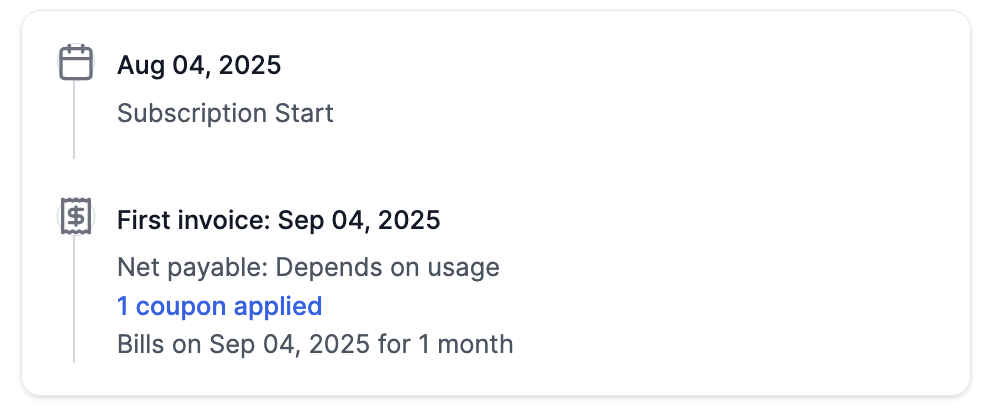 Aug 04, 2025
Subscription Start
First invoice: Sep 04, 2025
Net payable: Depends on usage
1 coupon applied
Bills on Sep 04, 2025 for 1 month